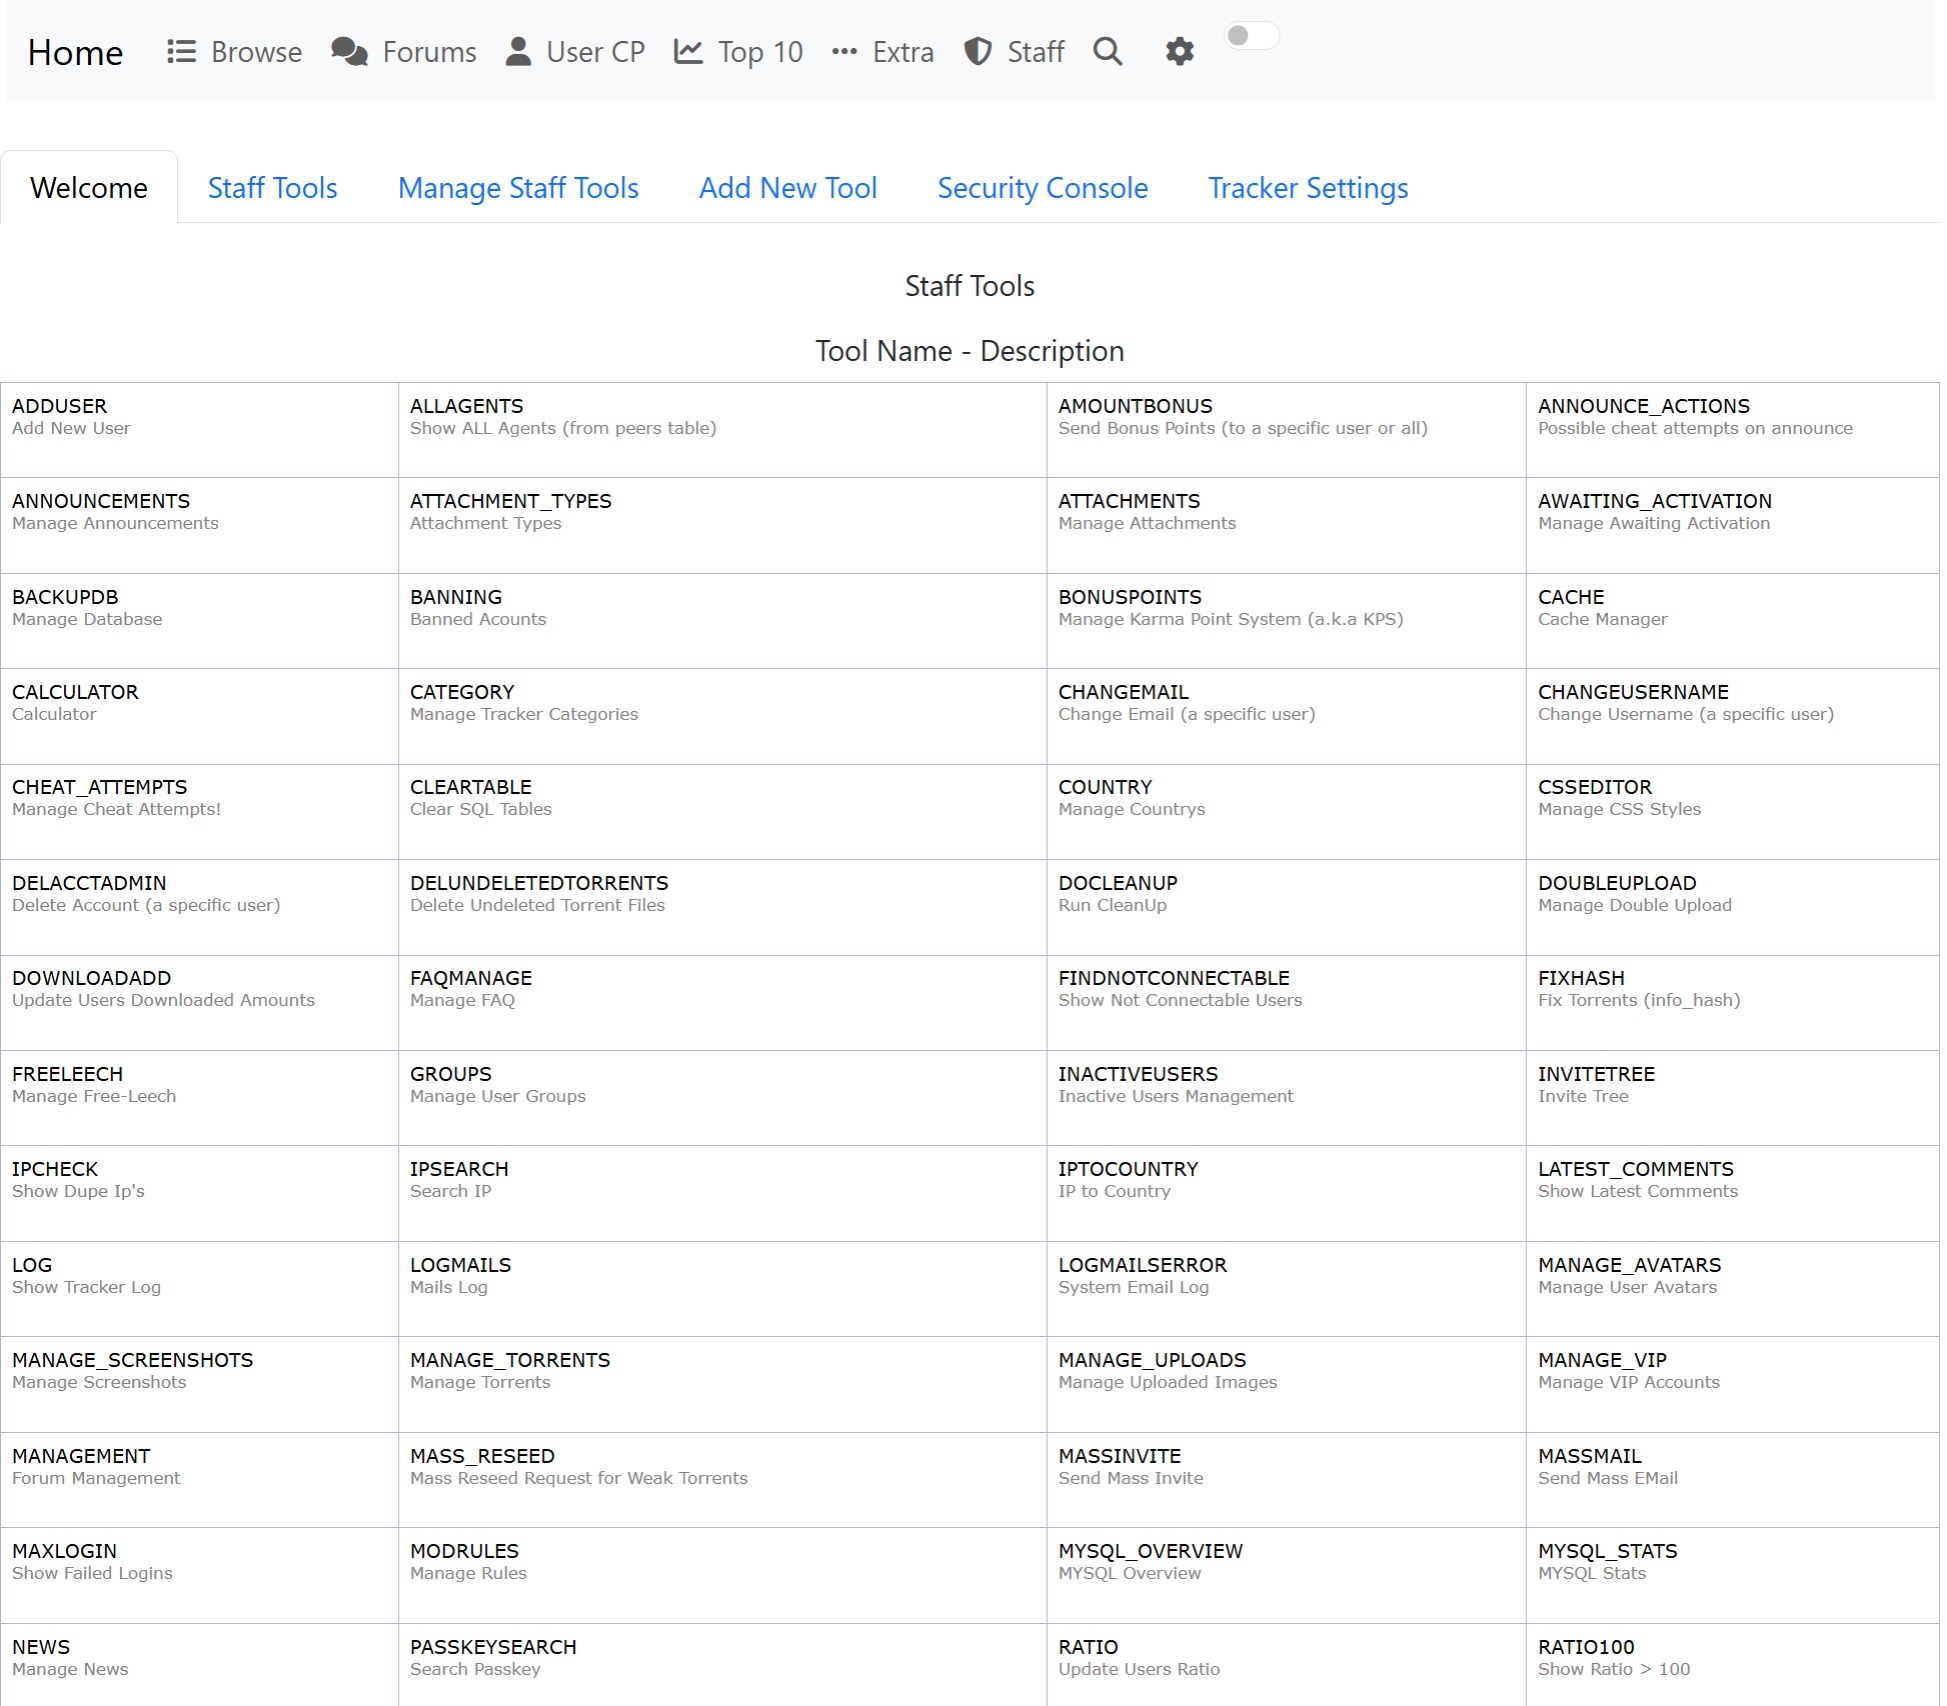 Home Browse Forums User CP Top 10 Extra Staff
Welcome Staff Tools Manage Staff Tools Add New Tool Security Console Tracker Settings
Staff Tools
Tool Name - Description
ADDUSER ALLAGENTS AMOUNTBONUS ANNOUNCE_ACTIONS
Add New User Show ALL Agents (from peers table) Send Bonus Points (to a specific user or all) Possible cheat attempts on announce
ANNOUNCEMENTS ATTACHMENT_TYPES ATTACHMENTS AWAITING_ACTIVATION
Manage Announcements Attachment Types Manage Attachments Manage Awaiting Activation
BACKUPDB BANNING BONUSPOINTS CACHE
Manage Database Banned Acounts Manage Karma Point System (a.k.a KPS) Cache Manager
CALCULATOR CATEGORY CHANGEMAIL CHANGEUSERNAME
Calculator Manage Tracker Categories Change Email (a specific user) Change Username (a specific user)
CHEAT_ATTEMPTS CLEARTABLE COUNTRY CSSEDITOR
Manage Cheat Attempts! Clear SQL Tables Manage Countrys Manage CSS Styles
DELACCTADMIN DELUNDELETEDTORRENTS DOCLEANUP DOUBLEUPLOAD
Delete Account (a specific user) Delete Undeleted Torrent Files Run CleanUp Manage Double Upload
DOWNLOADADD FAQMANAGE FINDNOTCONNECTABLE FIXHASH
Update Users Downloaded Amounts Manage FAQ Show Not Connectable Users Fix Torrents (info_hash)
FREELEECH GROUPS INACTIVEUSERS INVITETREE
Manage Free-Leech Manage User Groups Inactive Users Management Invite Tree
IPCHECK IPSEARCH IPTOCOUNTRY LATEST_COMMENTS
Show Dupe Ip's Search IP IP to Country Show Latest Comments
LOG LOGMAILS LOGMAILSERROR MANAGE_AVATARS
Show Tracker Log Mails Log System Email Log Manage User Avatars
MANAGE_SCREENSHOTS MANAGE_TORRENTS MANAGE_UPLOADS MANAGE_VIP
Manage Screenshots Manage Torrents Manage Uploaded Images Manage VIP Accounts
MANAGEMENT MASS_RESEED MASSINVITE MASSMAIL
Forum Management Mass Reseed Request for Weak Torrents Send Mass Invite Send Mass EMail
MAXLOGIN MODRULES MYSQL_OVERVIEW MYSQL_STATS
Show Failed Logins Manage Rules MYSQL Overview MYSQL Stats
NEWS PASSKEYSEARCH RATIO RATIO100
Manage News Search Passkey Update Users Ratio Show Ratio > 100